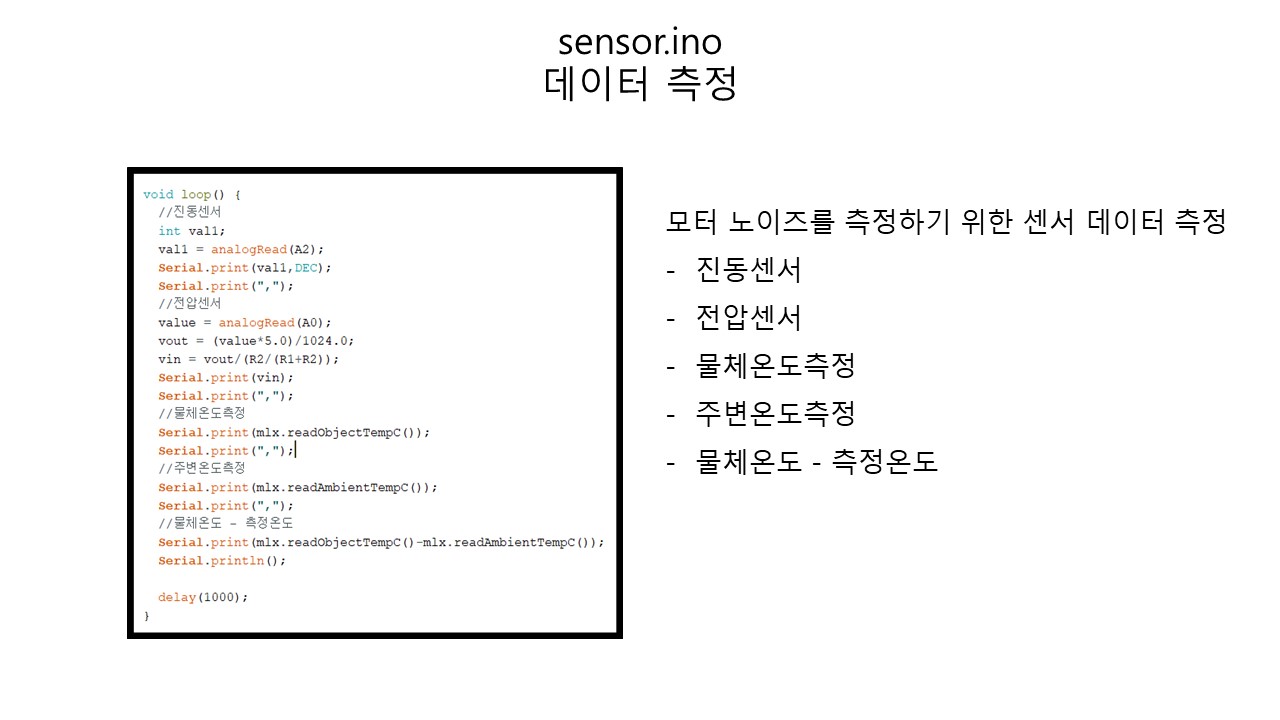 sensor.ino
데이터 측정
void loop() {
//진동센서
int val1;
val1 = analogRead(A2);
Serial.print(val1,DEC);
Serial.print(",");
//전압센서
value = analogRead(A0);
vout = (value*5.0)/1024.0;
vin = vout/(R2/(R1+R2));
Serial.print(vin);
Serial.print(",");
//물체온도측정
Serial.print(mlx.readObjectTempC());
Serial.print(",");
//주변온도측정
Serial.print(mlx.readAmbientTempC());
Serial.print(",");
//물체온도 - 측정온도
Serial.print(mlx.readObjectTempC()-mlx.readAmbientTempC());
Serial.println();
delay(1000);
}
모터 노이즈를 측정하기 위한 센서 데이터 측정
- 진동센서
- 전압센서
- 물체온도측정
- 주변온도측정
- 물체온도 - 측정온도